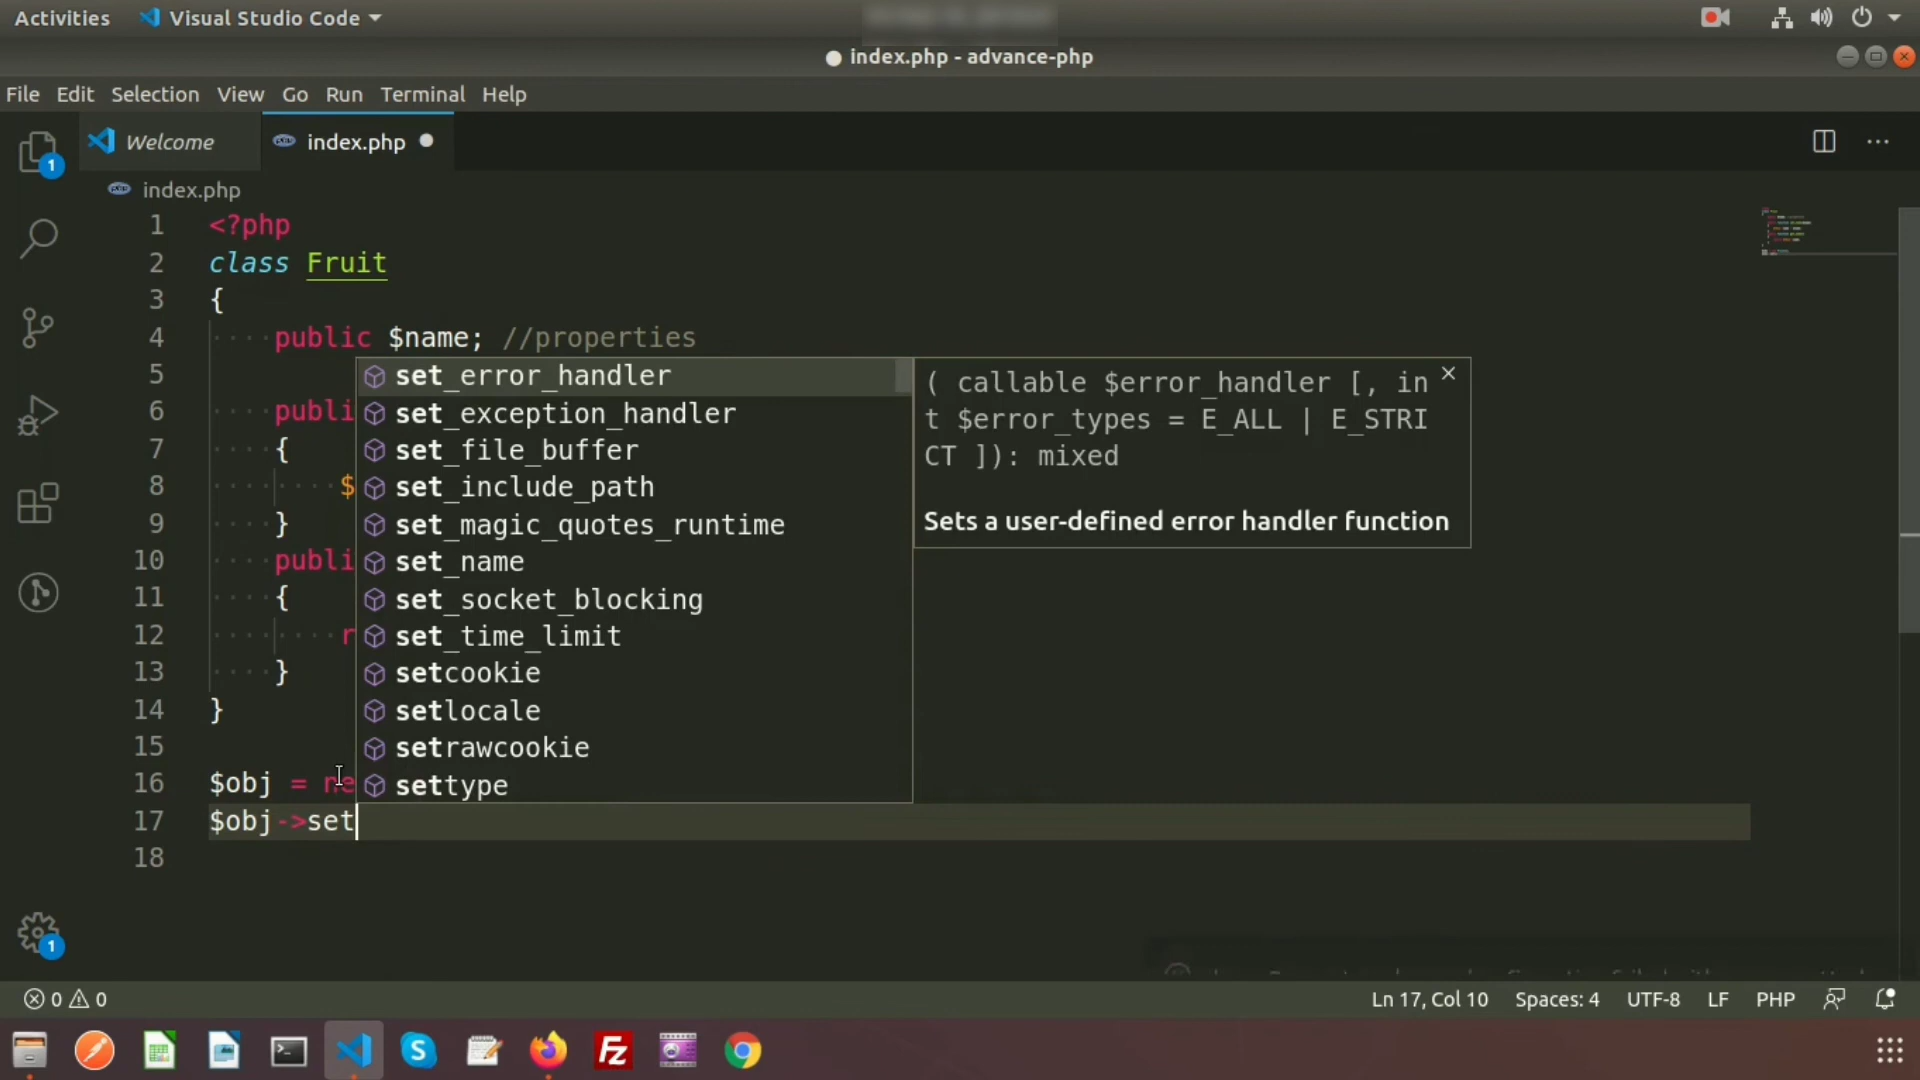 Activities
Visual Studio Code
index.php - advance-php
File Edit Selection View Go Run Terminal Help
1
Welcome
index.php
index.php
1 <?php
2 class Fruit
3 {
4 public $name; //properties
5
6 publi
7 {
8 $
9 }
10 publi
11 {
12 r
13 }
14 }
15
16 $obj = ne
17 $obj->set
18
set_error_handler
set_exception_handler
set_file_buffer
set_include_path
set_magic_quotes_runtime
set_name
set_socket_blocking
set_time_limit
setcookie
setlocale
setrawcookie
settype
( callable $error_handler [, in
t $error_types = E_ALL | E_STRI
CT ]): mixed
Sets a user-defined error handler function
1
0 0
Ln 17, Col 10 Spaces: 4 UTF-8 LF PHP
S
Fz